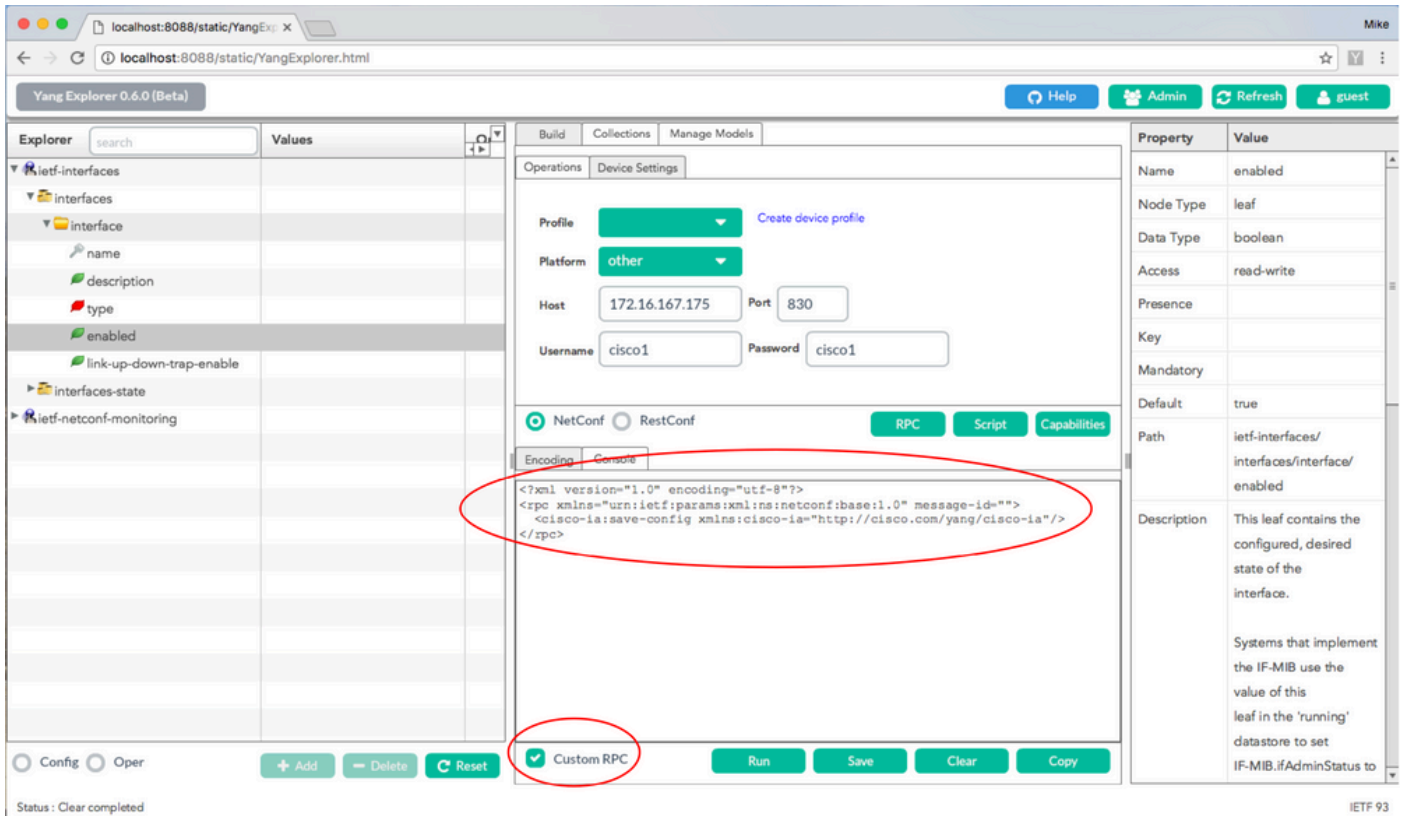 localhost:8088/static/YangExp
Mike
localhost:8088/static/YangExplorer.html
Yang Explorer 0.6.0 (Beta)
Help
Admin
Refresh
guest
Explorer
search
Values
ietf-interfaces
interfaces
interface
name
description
type
enabled
link-up-down-trap-enable
interfaces-state
ietf-netconf-monitoring
Config
Oper
Add
Delete
Reset
Status : Clear completed
Build
Collections
Manage Models
Operations
Device Settings
Profile
Create device profile
Platform
other
Host
172.16.167.175
Port
830
Username
cisco1
Password
cisco1
NetConf
RestConf
RPC
Script
Capabilities
Encoding
Console
<?xml version="1.0" encoding="utf-8"?>
<rpc xmlns="urn:ietf:params:xml:ns:netconf:base:1.0" message-id="">
<cisco-ia:save-config xmlns:cisco-ia="http://cisco.com/yang/cisco-ia"/>
</rpc>
Custom RPC
Run
Save
Clear
Copy
Property
Value
Name
enabled
Node Type
leaf
Data Type
boolean
Access
read-write
Presence
Key
Mandatory
Default
true
Path
ietf-interfaces/
interfaces/interface/
enabled
Description
This leaf contains the
configured, desired
state of the
interface.
Systems that implement
the IF-MIB use the
value of this
leaf in the 'running'
datastore to set
IF-MIB.ifAdminStatus to
IETF 93